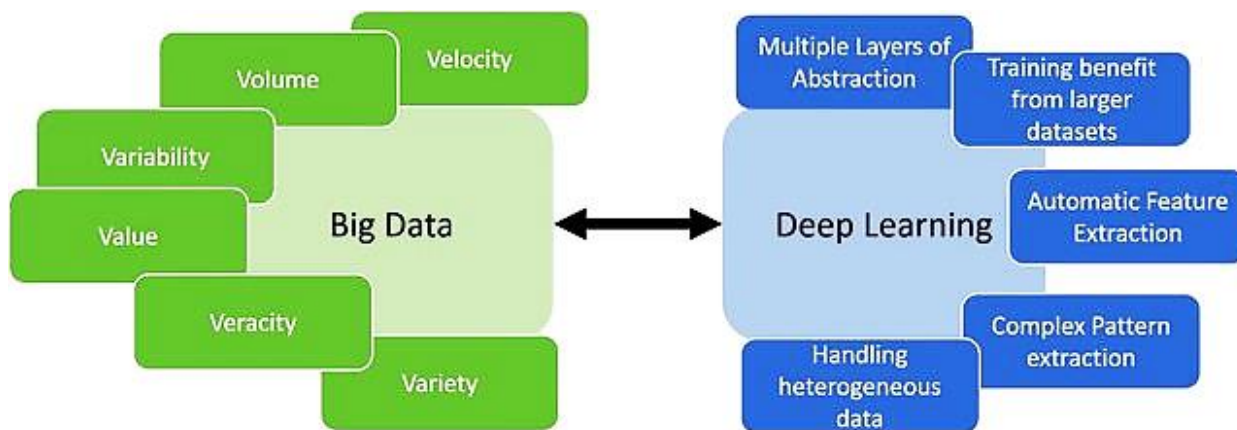 Velocity
Volume
Variability
Value
Veracity
Variety
Big Data
Deep Learning
Multiple Layers of
Abstraction
Training benefit
from larger
datasets
Automatic Feature
Extraction
Complex Pattern
extraction
Handling
heterogeneous
data